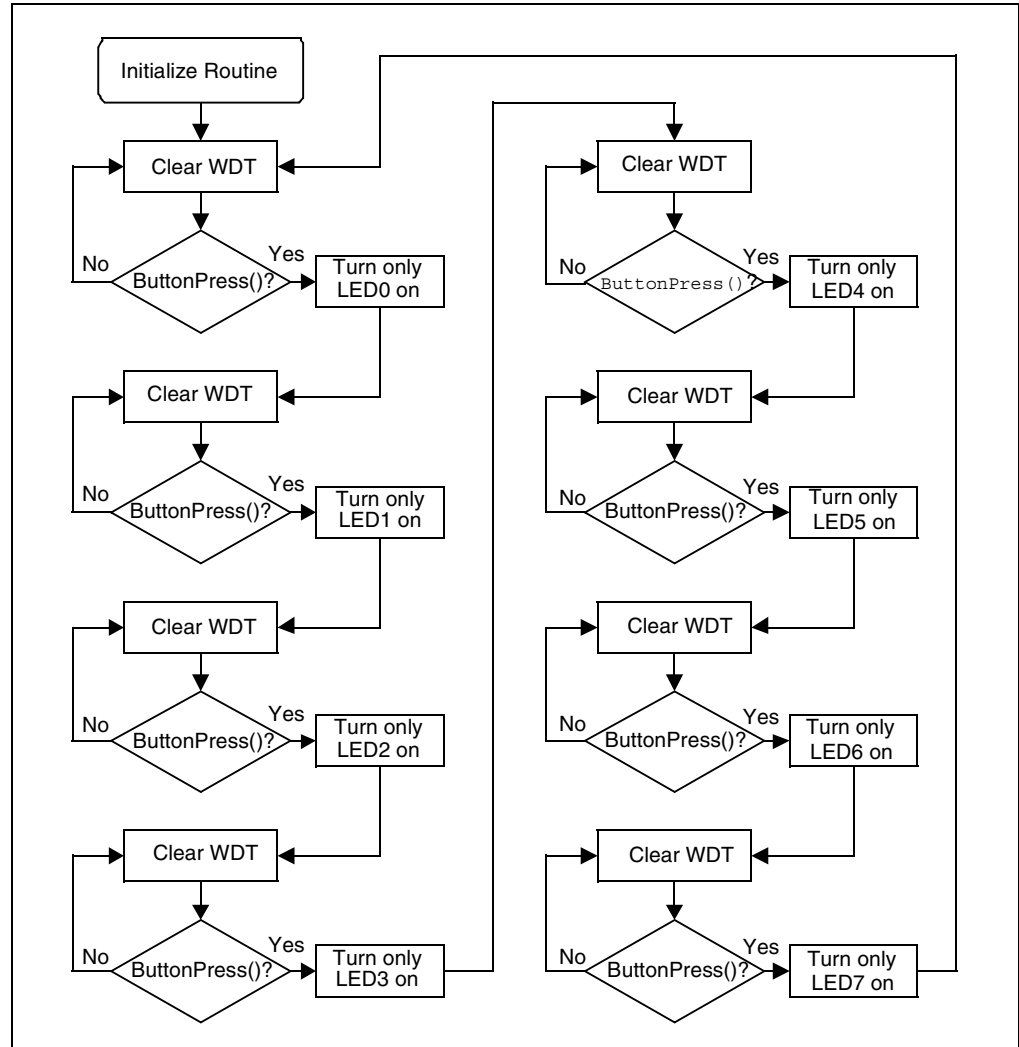 Initialize Routine
Clear WDT
No
ButtonPress()?
Yes
Turn only
LED0 on
Clear WDT
No
ButtonPress()?
Yes
Turn only
LED1 on
Clear WDT
No
ButtonPress()?
Yes
Turn only
LED2 on
Clear WDT
No
ButtonPress()?
Yes
Turn only
LED3 on
Clear WDT
No
ButtonPress()?
Yes
Turn only
LED4 on
Clear WDT
No
ButtonPress()?
Yes
Turn only
LED5 on
Clear WDT
No
ButtonPress()?
Yes
Turn only
LED6 on
Clear WDT
No
ButtonPress()?
Yes
Turn only
LED7 on